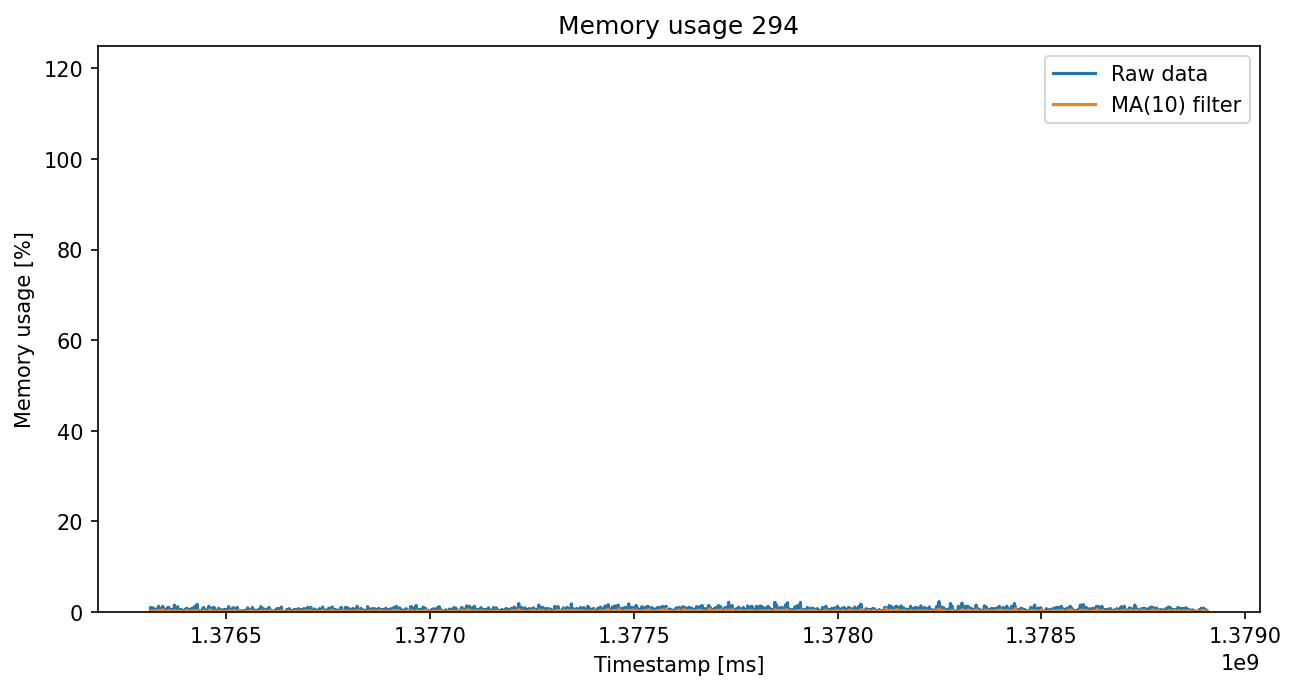 Memory usage 294
Raw data
MA(10) filter
Memory usage [%]
120
100
80
60
40
20
0
1.3765 1.3770 1.3775 1.3780 1.3785 1.3790
1e9
Timestamp [ms]